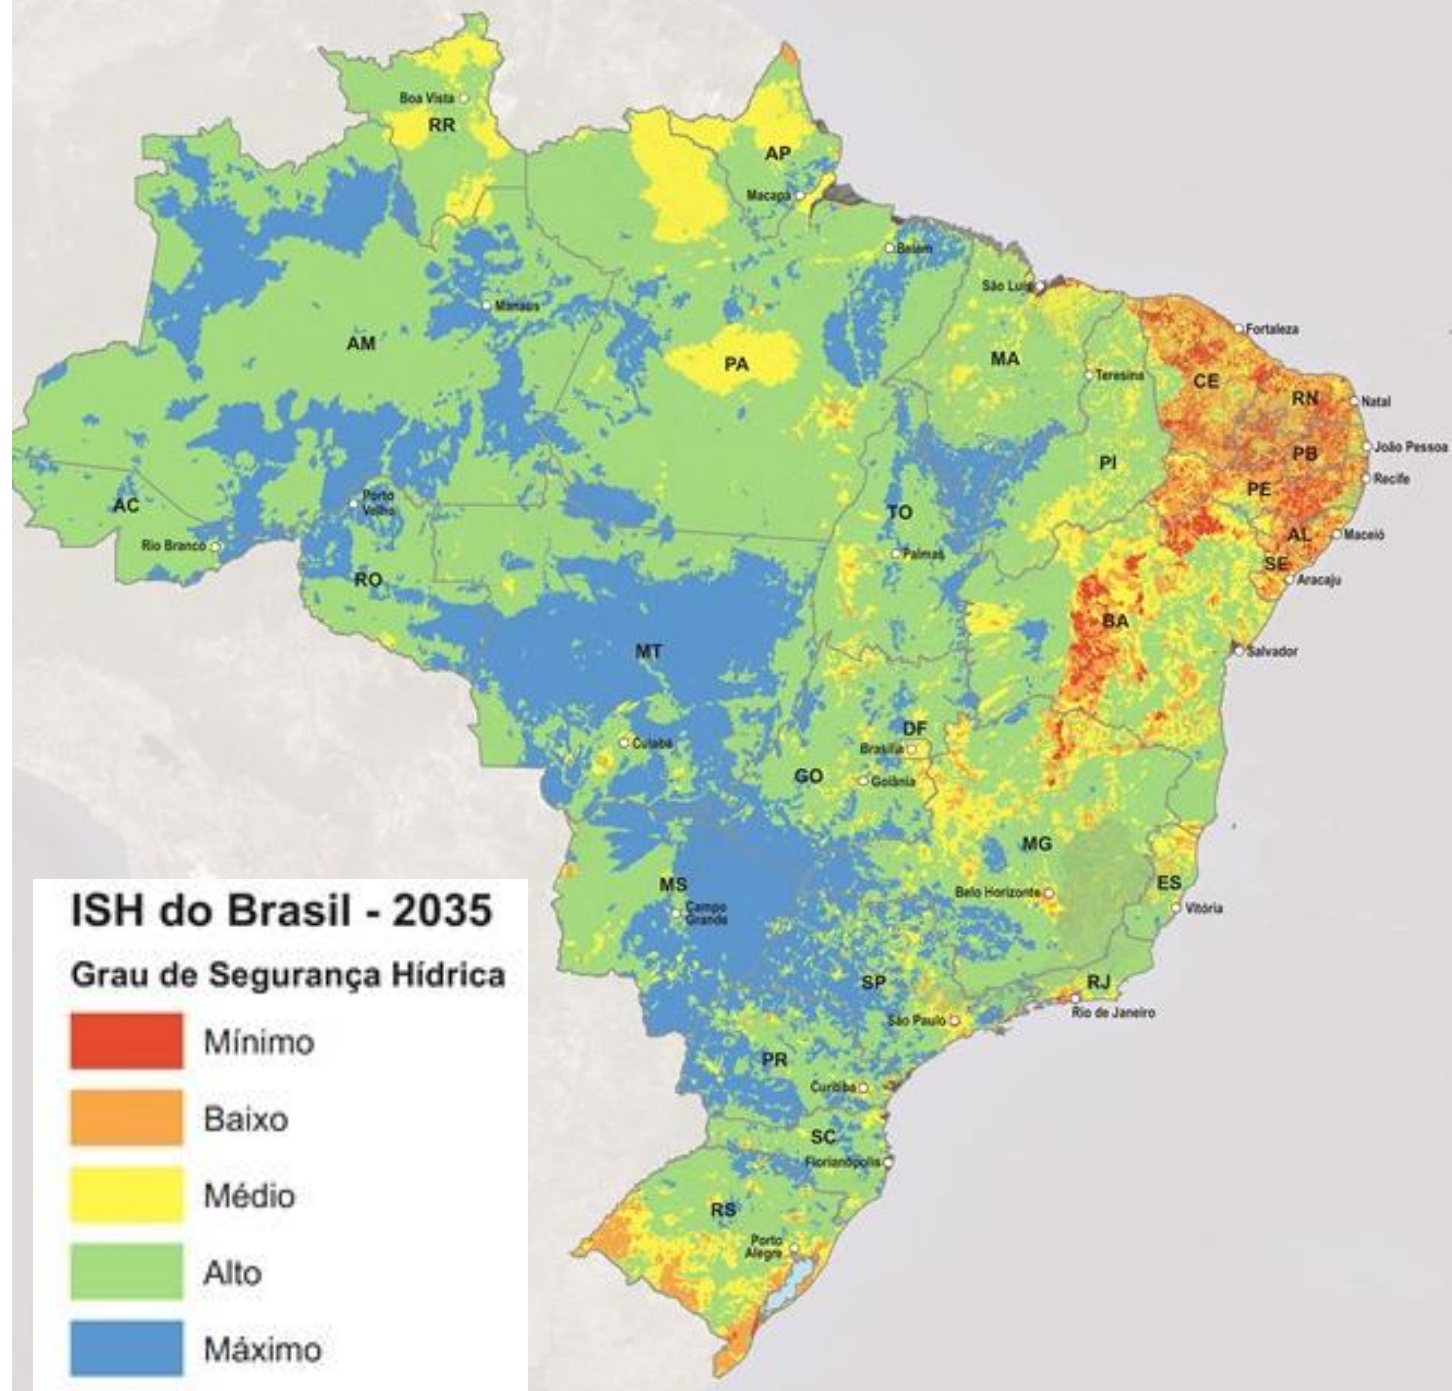 Boa Vista
RR
AP
Macapá
Belém
São Luis
Manaus
Fortaleza
AM
PA
MA
Teresina
CE
RN
Natal
João Pessoa
PB
PI
Recife
PE
AC
Porto
Velho
TO
AL
Maceió
Rio Branco
Palmas
SE
Aracaju
RO
BA
MT
Salvador
DF
Cuiabá
Brasília
GO
Goiânia
MG
MS
Belo Horizonte
ES
Vitória
Campo
Grande
SP
RJ
São Paulo
Rio de Janeiro
PR
Curitiba
SC
Florianópolis
RS
Porto
Alegre
ISH do Brasil - 2035
Grau de Segurança Hídrica
Mínimo
Baixo
Médio
Alto
Máximo